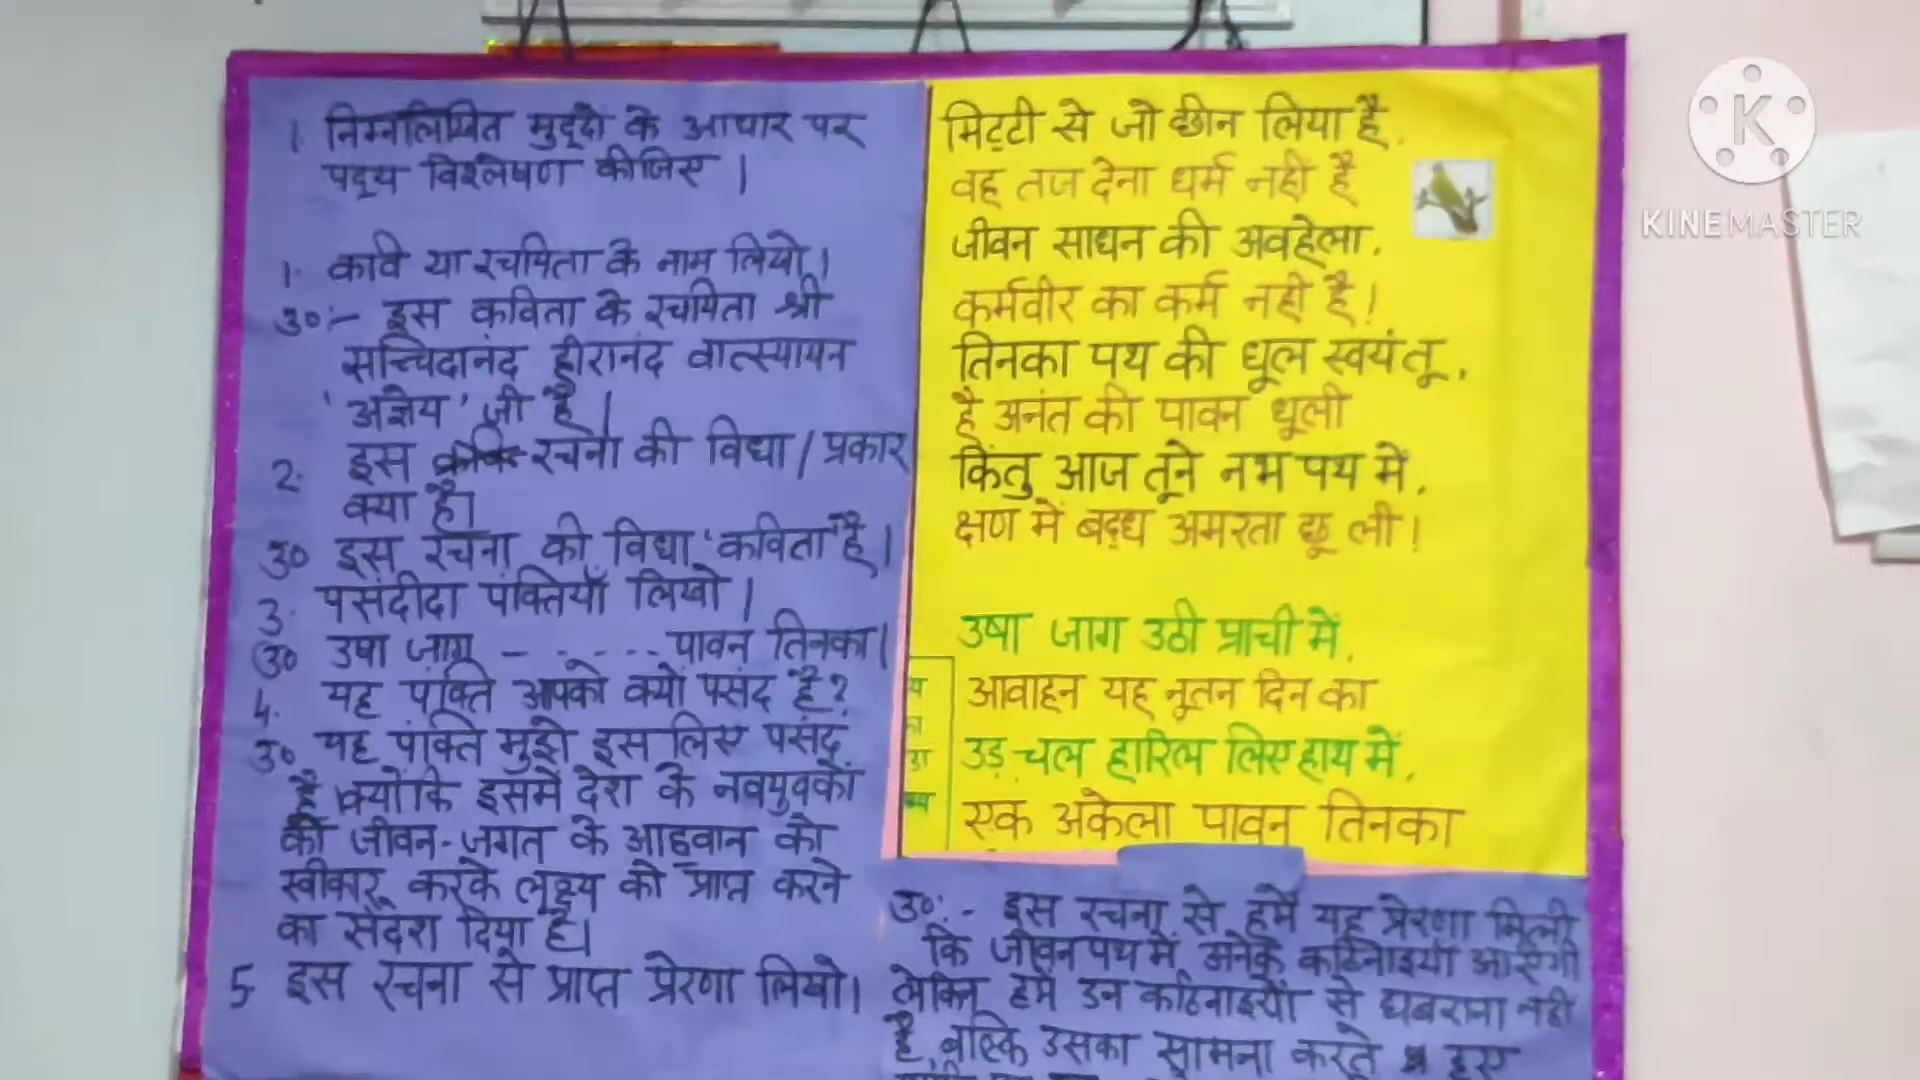 1. निम्नलिखित मुद्दो के आधार पर
पद्य विश्लेषण कीजिए |
1. कवि या रचयिता के नाम लिखो |
उ० :- इस कविता के रचयिता श्री
सच्चिदानंद हीरानंद वात्स्यायन
'अज्ञेय' जी है |
2. इस रचना की विधा / प्रकार
क्या है|
उ० इस रचना की विधा 'कविता' है |
3. पसंदीदा पंक्तियाँ लिखो |
उ० उषा जाग - - - - - - पावन तिनका |
4. यह पंक्ति आपको क्यों पसंद है?
उ० यह पंक्ति मुझे इस लिए पसंद
है क्योंकि इसमें देश के नवयुवकों
को जीवन-जगत के आहवान को
स्वीकार करके लक्ष्य को प्राप्त करने
का संदेश दिया है|
5 इस रचना से प्राप्त प्रेरणा लिखो |
मिट्टी से जो छीन लिया है,
वह तज देना धर्म नही है
जीवन साधन की अवहेला,
कर्मवीर का कर्म नही है !
तिनका पथ की धूल स्वयं तू,
है अनंत की पावन धूली
किंतु आज तूने नभ पथ में,
क्षण में बद्ध अमरता छू ली !
उषा जाग उठी प्राची में,
आवाहन यह नूतन दिन का
उड़ चल हारिल लिए हाथ में,
एक अकेला पावन तिनका
उ० :- इस रचना से हमें यह प्रेरणा मिली
कि जीवन पथ में अनेक कठिनाइयाँ आएंगी
लेकिन हमें उन कठिनाइयों से घबराना नही
है, बल्कि उसका सामना करते हुए
K
KINEMASTER